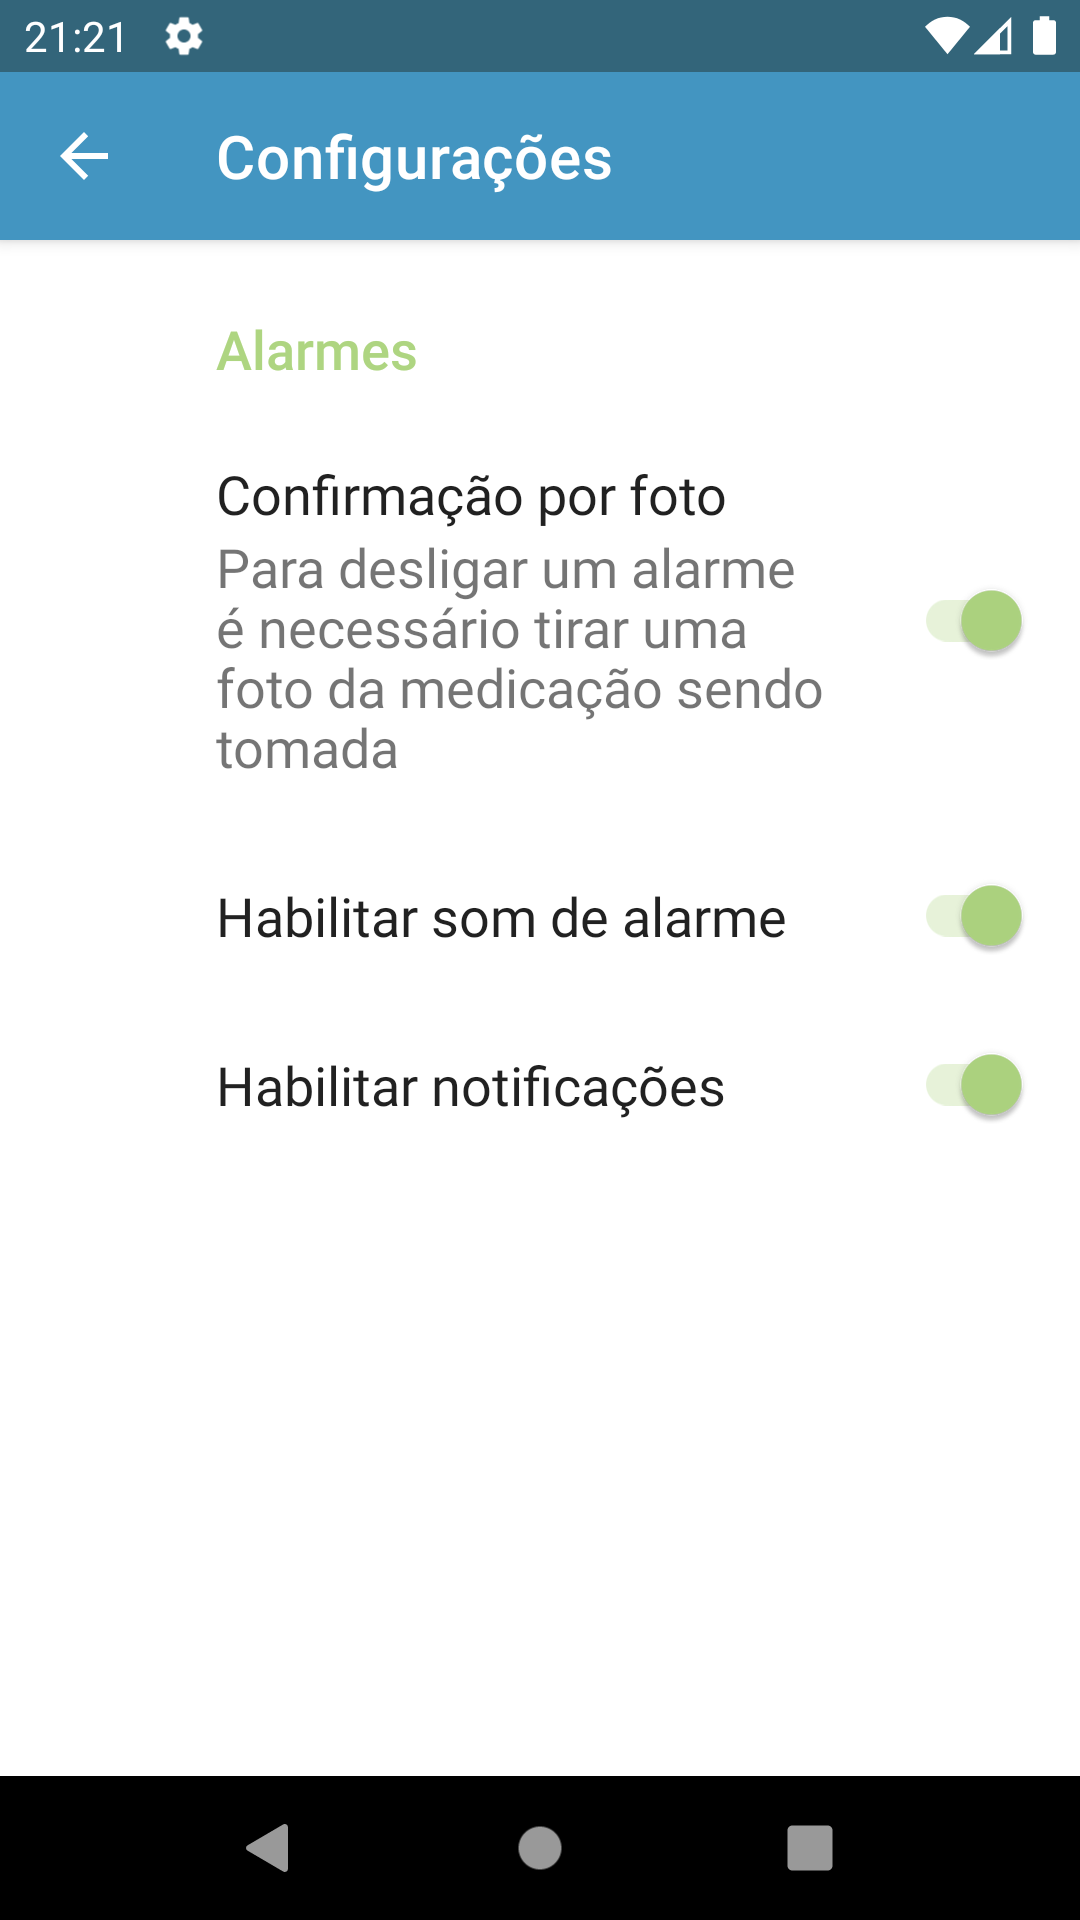 21:21
Configurações
Alarmes
Confirmação por foto
Para desligar um alarme
é necessário tirar uma
foto da medicação sendo
tomada
Habilitar som de alarme
Habilitar notificações